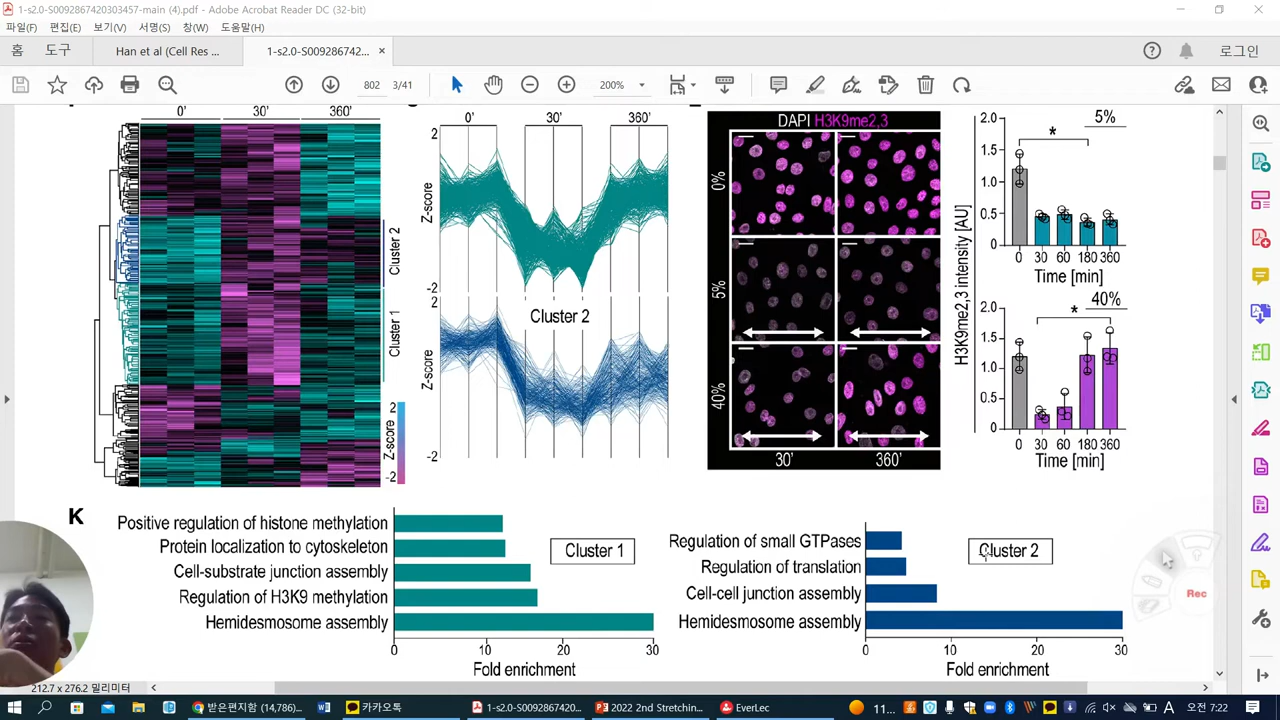 1-s2.0-S0092867420303457-main (4).pdf - Adobe Acrobat Reader DC (32-bit)
파일(F) 편집(E) 보기(V) 서명(S) 창(W) 도움말(H)
홈 도구 Han et al (Cell Res ... 1-s2.0-S009286742... × 로그인
802 3/41 200%
0' 30' 360'
Cluster 2
Cluster 1
2
Z-score
-2
0' 30' 360'
2
Z-score
-2
2
Cluster 2
Z-score
-2
DAPI H3K9me2,3
0%
5%
40%
30' 360'
H3K9me2,3 intensity [AU]
5%
*
2.0
1.5
1.0
0.5
0
0 30 60 180 360
Time [min]
40%
*
2.0
1.5
1.0
0.5
0
0 30 60 180 360
Time [min]
K
Positive regulation of histone methylation
Protein localization to cytoskeleton
Cell-substrate junction assembly
Regulation of H3K9 methylation
Hemidesmosome assembly
Cluster 1
0 10 20 30
Fold enrichment
Regulation of small GTPases
Regulation of translation
Cell-cell junction assembly
Hemidesmosome assembly
Cluster 2
0 10 20 30
Fold enrichment
Rec
212.7 x 276.2 밀리미터
받은편지함 (14,786)... 카카오톡 1-s2.0-S0092867420... 2022 2nd Stretchin... EverLec 11... A 오전 7:22